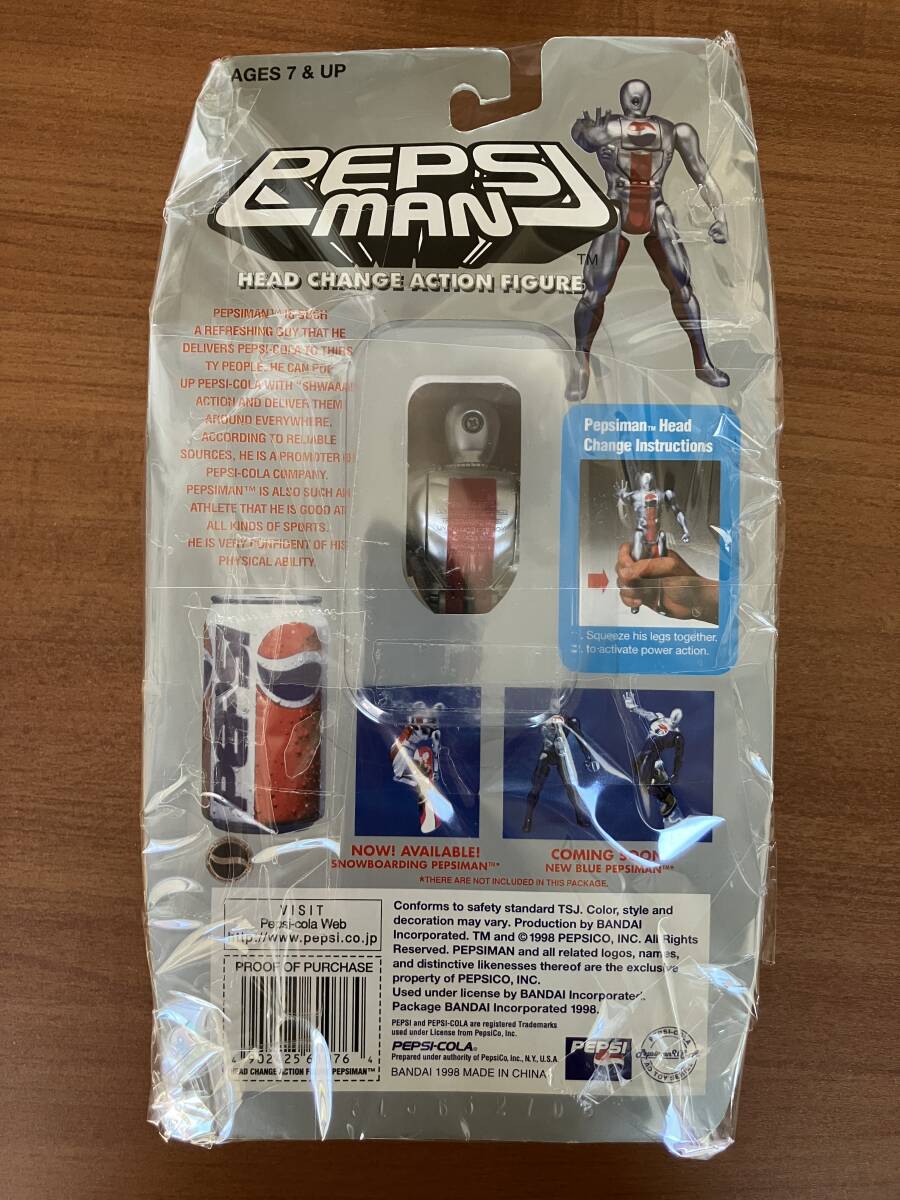 AGES 7 & UP
PEPSI
MAN
TM
HEAD CHANGE ACTION FIGURE
PEPSIMAN™ IS SUCH
A REFRESHING GUY THAT HE
DELIVERS PEPSI-COLA TO THIRS
TY PEOPLE. HE CAN POP
UP PEPSI-COLA WITH "SHWAAA!
ACTION AND DELIVER THEM
AROUND EVERYWHERE.
ACCORDING TO RELIABLE
SOURCES, HE IS A PROMOTER
PEPSI-COLA COMPANY.
PEPSIMAN™ IS ALSO SUCH AN
ATHLETE THAT HE IS GOOD AT
ALL KINDS OF SPORTS.
HE IS VERY CONFIDENT OF HIS
PHYSICAL ABILITY.
Pepsiman™ Head
Change Instructions
Squeeze his legs together.
to activate power action.
PEPSI
NOW! AVAILABLE!
SNOWBOARDING PEPSIMAN™*
COMING SOON
NEW BLUE PEPSIMAN™*
*THERE ARE NOT INCLUDED IN THIS PACKAGE.
VISIT
Pepsi-cola Web
http://www.pepsi.co.jp
PROOF OF PURCHASE
HEAD CHANGE ACTION FIGURE PEPSIMAN™
Conforms to safety standard TSJ. Color, style and
decoration may vary. Production by BANDAI
Incorporated. TM and © 1998 PEPSICO, INC. All Rights
Reserved. PEPSIMAN and all related logos, names,
and distinctive likenesses thereof are the exclusive
property of PEPSICO, INC.
Used under license by BANDAI Incorporated.
Package BANDAI Incorporated 1998.
PEPSI and PEPSI-COLA are registered Trademarks
used under License from PepsiCo, Inc.
PEPSI-COLA®
Prepared under authority of PepsiCo, Inc., N.Y., U.S.A.
BANDAI 1998 MADE IN CHINA
PEPSI